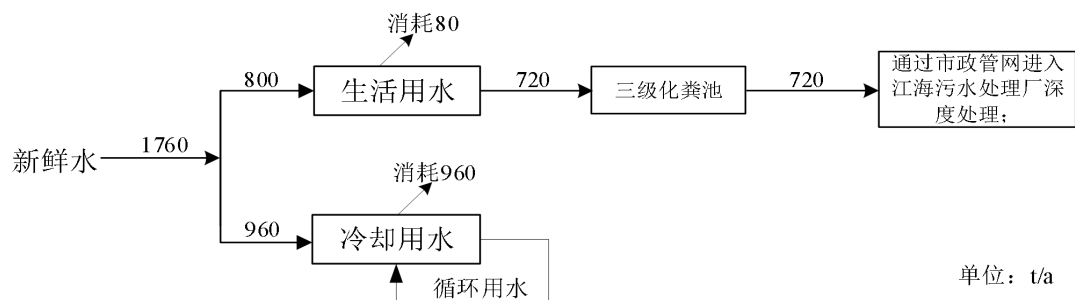 消耗80
800
生活用水
720
三级化粪池
720
通过市政管网进入
江海污水处理厂深
度处理；
新鲜水
1760
消耗960
960
冷却用水
循环用水
单位：t/a